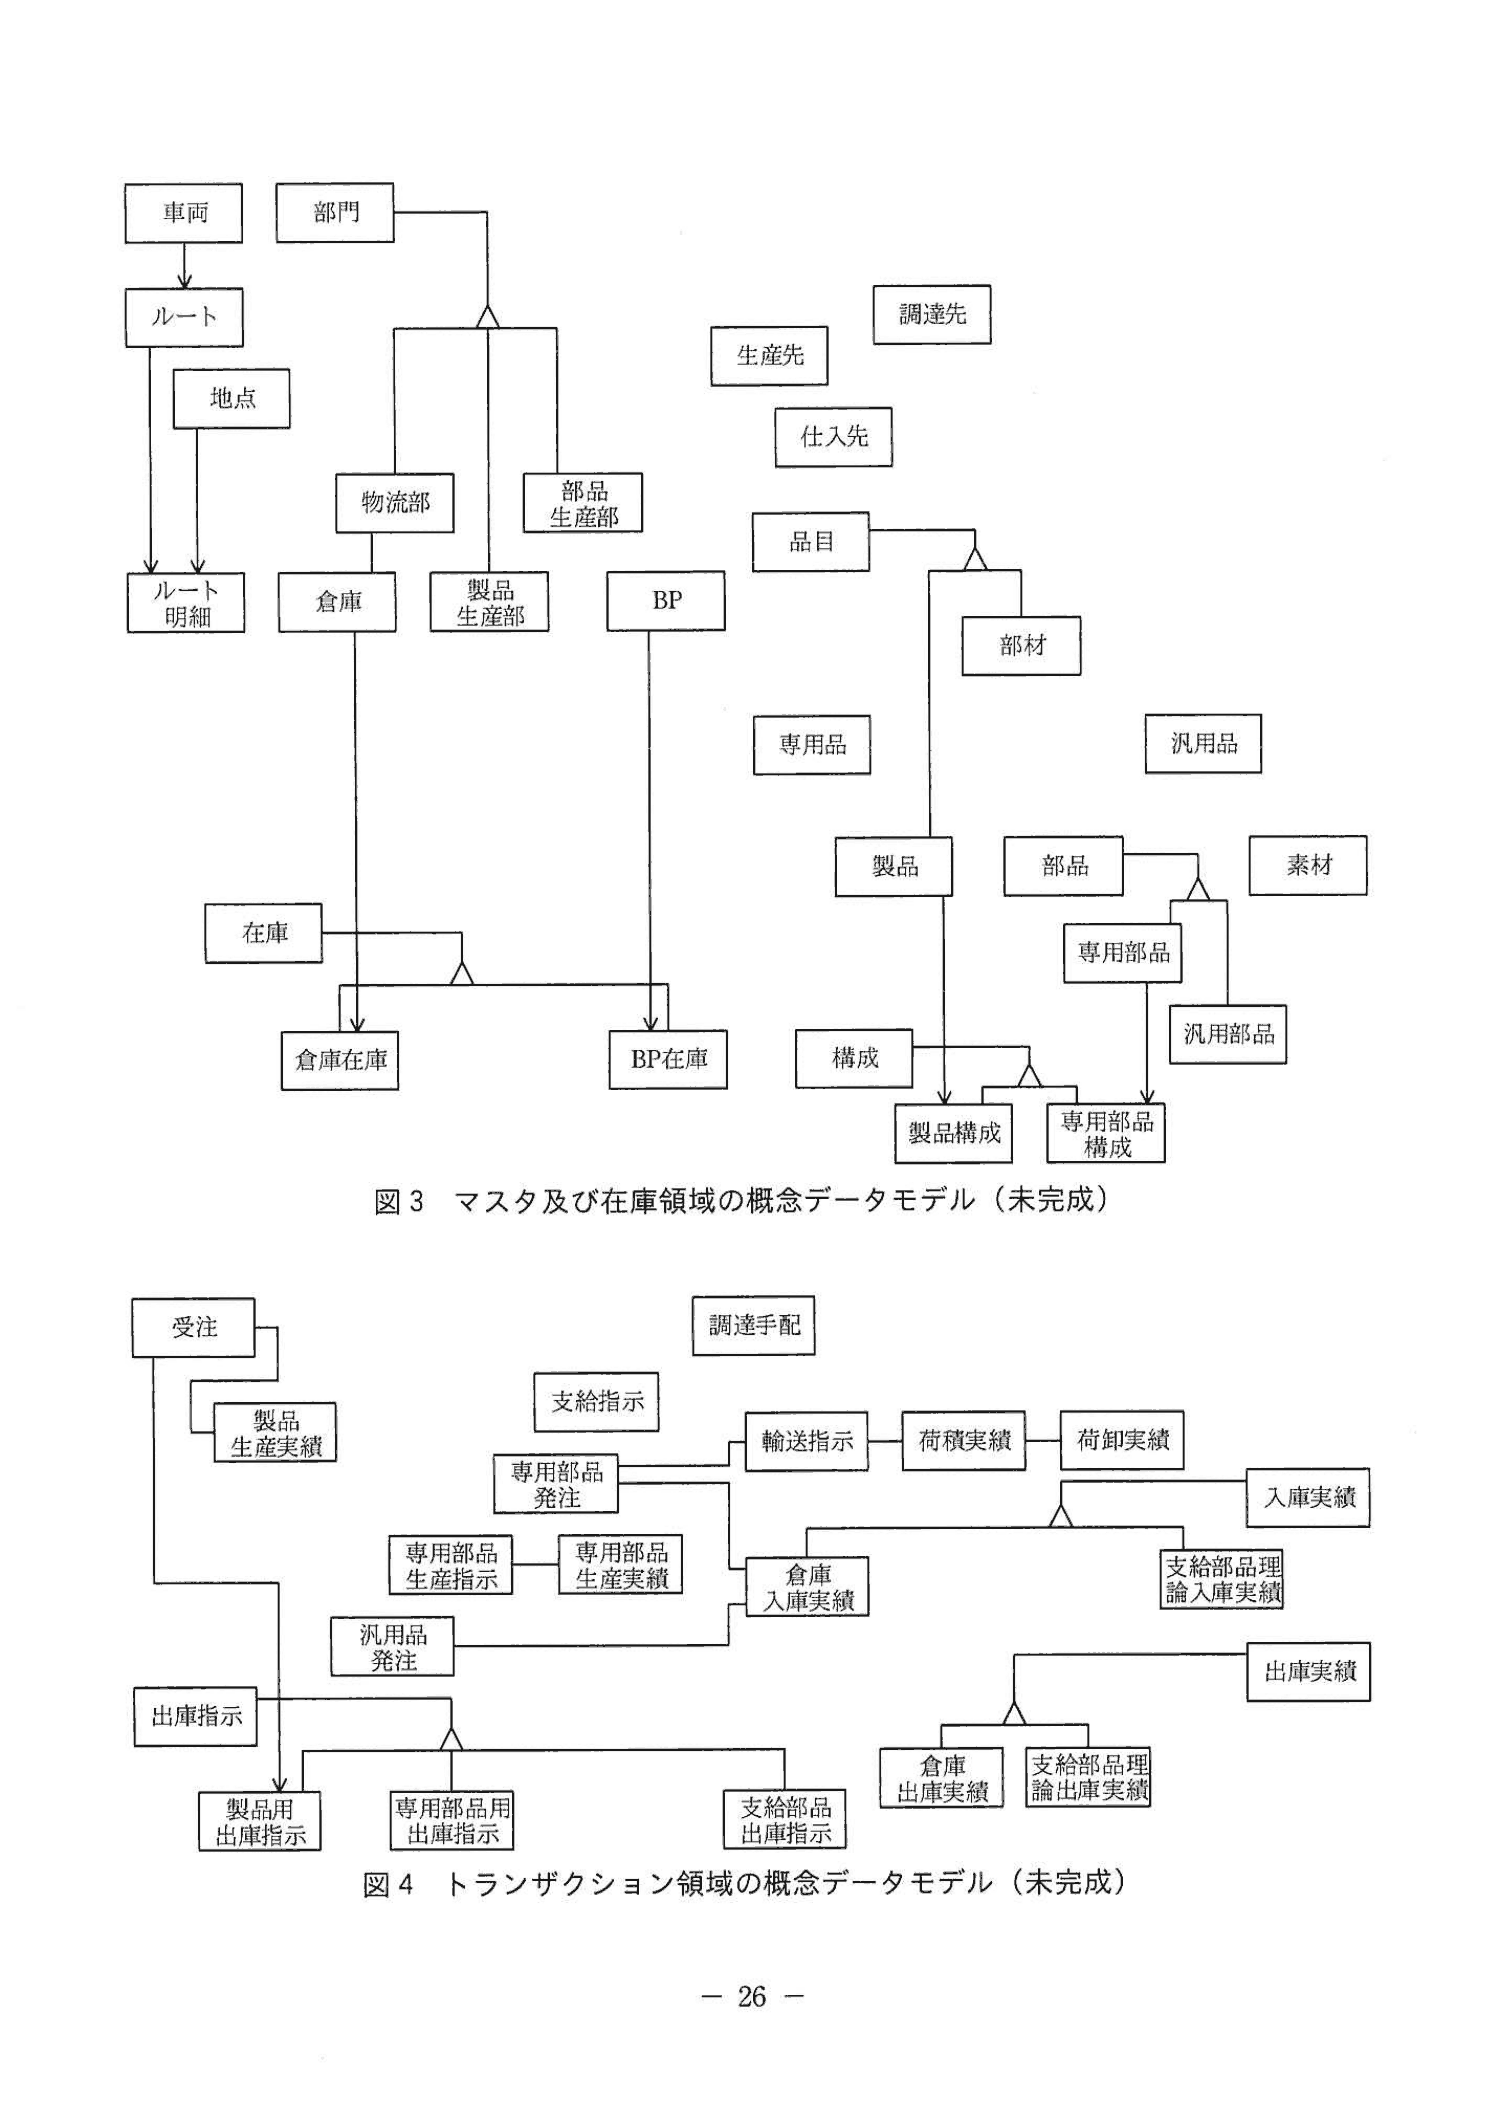 車両
部門
ルート
調達先
生産先
地点
仕入先
物流部
部品
生産部
品目
ルート
明細
倉庫
製品
生産部
BP
部材
専用品
汎用品
製品
部品
素材
在庫
専用部品
汎用部品
倉庫在庫
BP在庫
構成
製品構成
専用部品
構成
図3 マスタ及び在庫領域の概念データモデル（未完成）
受注
調達手配
支給指示
製品
生産実績
輸送指示
荷積実績
荷卸実績
専用部品
発注
入庫実績
専用部品
生産指示
専用部品
生産実績
倉庫
入庫実績
支給部品理
論入庫実績
汎用品
発注
出庫実績
出庫指示
倉庫
出庫実績
支給部品理
論出庫実績
製品用
出庫指示
専用部品用
出庫指示
支給部品
出庫指示
図4 トランザクション領域の概念データモデル（未完成）
－ 26 －